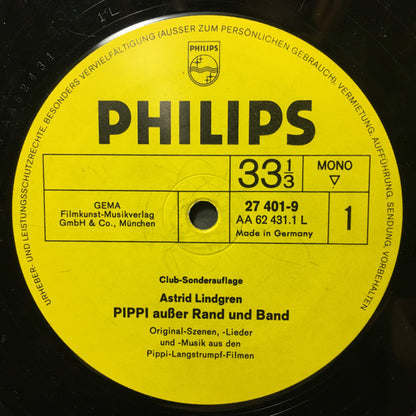 URHEBER- UND LEISTUNGSSCHUTZRECHTE, BESONDERS VERVIELFÄLTIGUNG (AUSSER ZUM PERSÖNLICHEN GEBRAUCH), VERMIETUNG, AUFFÜHRUNG, SENDUNG, VORBEHALTEN
PHILIPS
PHILIPS
33 1/3
MONO
▽
GEMA
Filmkunst-Musikverlag
GmbH & Co., München
27 401-9
AA 62 431.1 L
Made in Germany
1
Club-Sonderauflage
Astrid Lindgren
PIPPI außer Rand und Band
Original-Szenen, -Lieder
und -Musik aus den
Pippi-Langstrumpf-Filmen